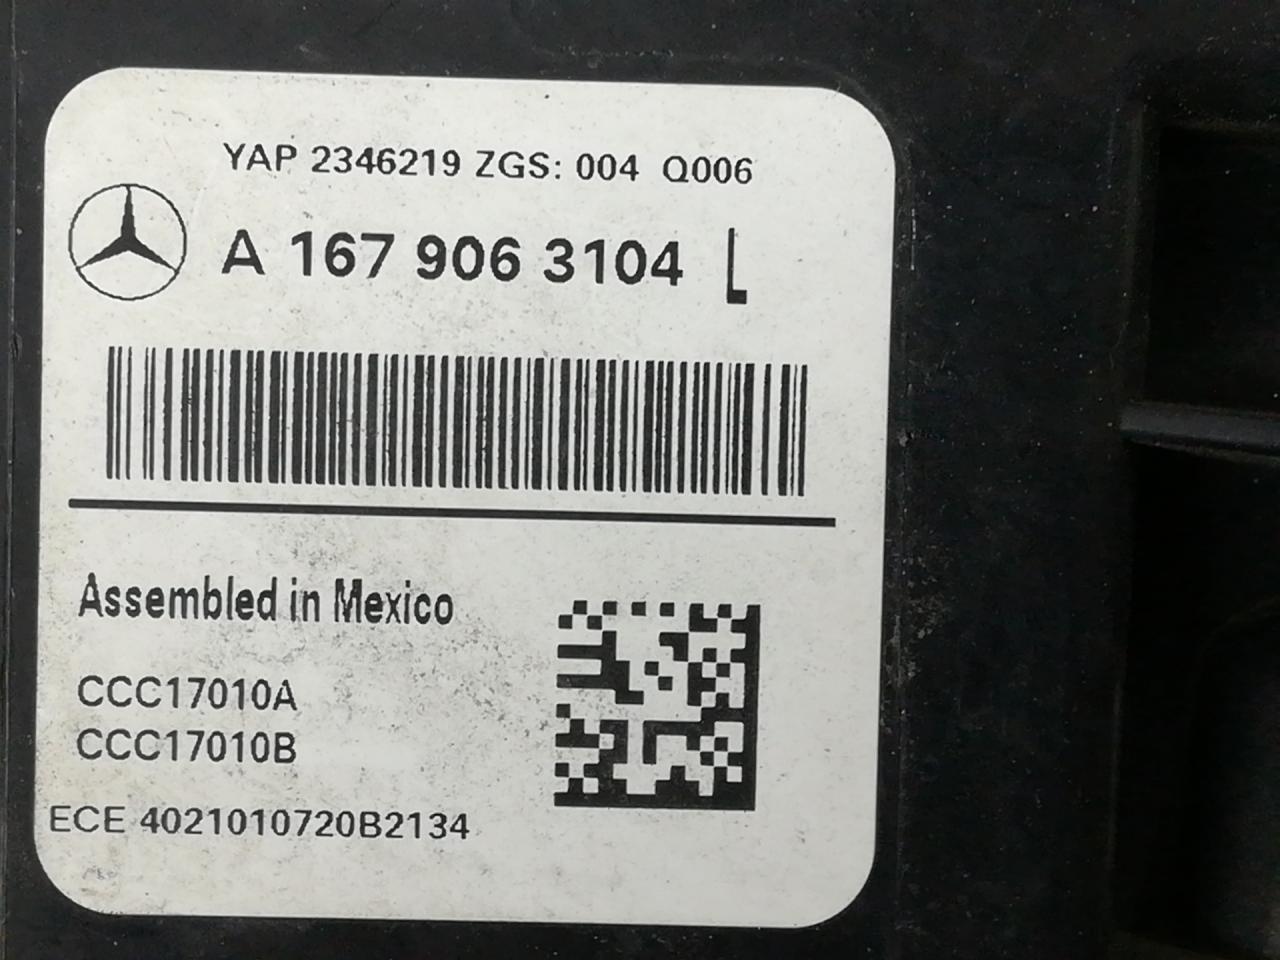 YAP 2346219 ZGS: 004 Q006
A 167 906 3104 L
Assembled in Mexico
CCC17010A
CCC17010B
ECE 4021010720B2134